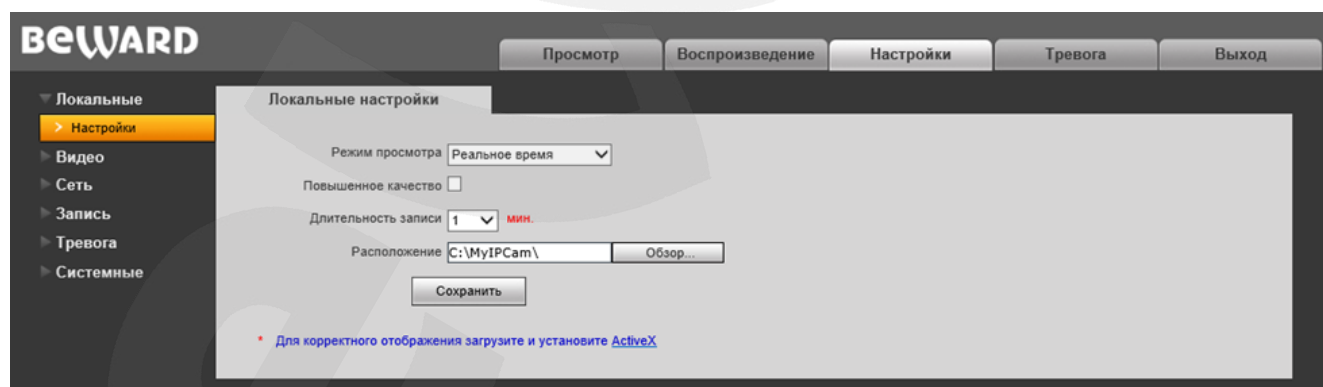 BEWARD
Просмотр Воспроизведение Настройки Тревога Выход
Локальные
> Настройки
Видео
Сеть
Запись
Тревога
Системные
Локальные настройки
Режим просмотра Реальное время
Повышенное качество
Длительность записи 1 мин.
Расположение C:\MyIPCam\ Обзор...
Сохранить
* Для корректного отображения загрузите и установите ActiveX